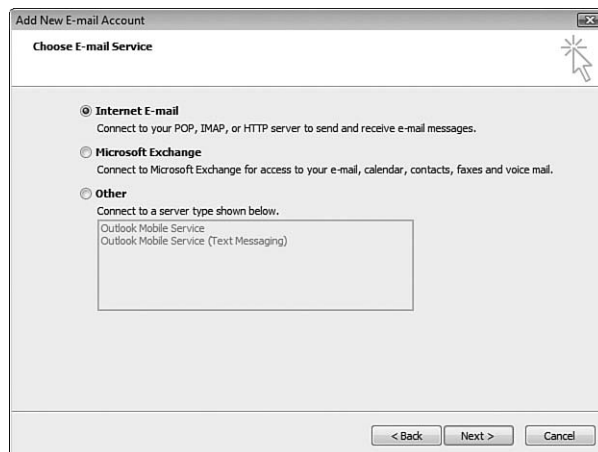 Add New E-mail Account
Choose E-mail Service
Internet E-mail
Connect to your POP, IMAP, or HTTP server to send and receive e-mail messages.
Microsoft Exchange
Connect to Microsoft Exchange for access to your e-mail, calendar, contacts, faxes and voice mail.
Other
Connect to a server type shown below.
Outlook Mobile Service
Outlook Mobile Service (Text Messaging)
< Back Next > Cancel